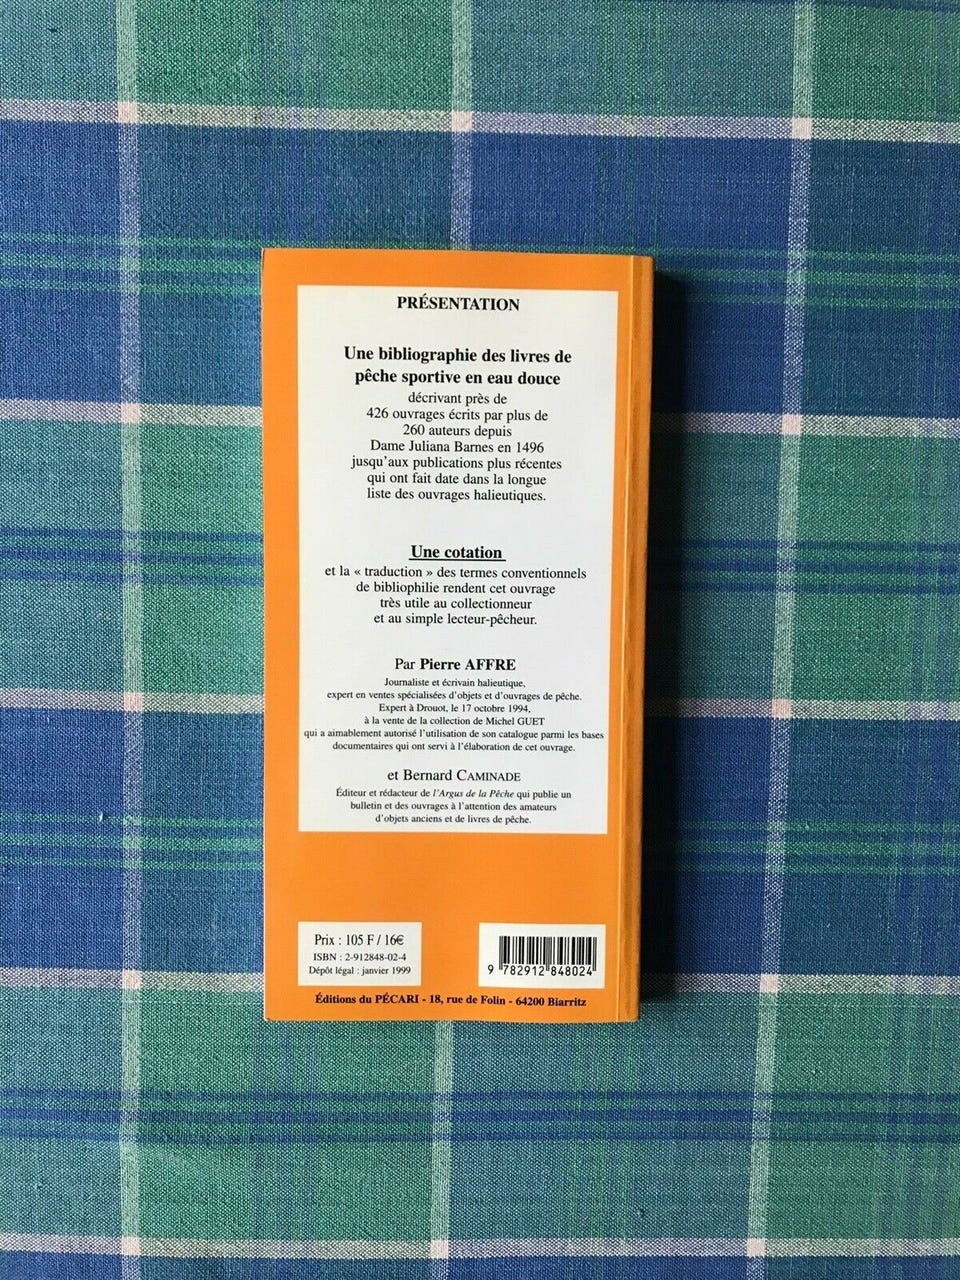 PRÉSENTATION
Une bibliographie des livres de
pêche sportive en eau douce
décrivant près de
426 ouvrages écrits par plus de
260 auteurs depuis
Dame Juliana Barnes en 1496
jusqu'aux publications plus récentes
qui ont fait date dans la longue
liste des ouvrages halieutiques.
Une cotation
et la « traduction » des termes conventionnels
de bibliophilie rendent cet ouvrage
très utile au collectionneur
et au simple lecteur-pêcheur.
Par Pierre AFFRE
Journaliste et écrivain halieutique,
expert en ventes spécialisées d'objets et d'ouvrages de pêche.
Expert à Drouot, le 17 octobre 1994,
à la vente de la collection de Michel GUET
qui a aimablement autorisé l'utilisation de son catalogue parmi les bases
documentaires qui ont servi à l'élaboration de cet ouvrage.
et Bernard CAMINADE
Éditeur et rédacteur de l'Argus de la Pêche qui publie un
bulletin et des ouvrages à l'attention des amateurs
d'objets anciens et de livres de pêche.
Prix : 105 F / 16€
ISBN : 2-912848-02-4
Dépôt légal : janvier 1999
9 782912 848024
Éditions du PÉCARI - 18, rue de Folin - 64200 Biarritz